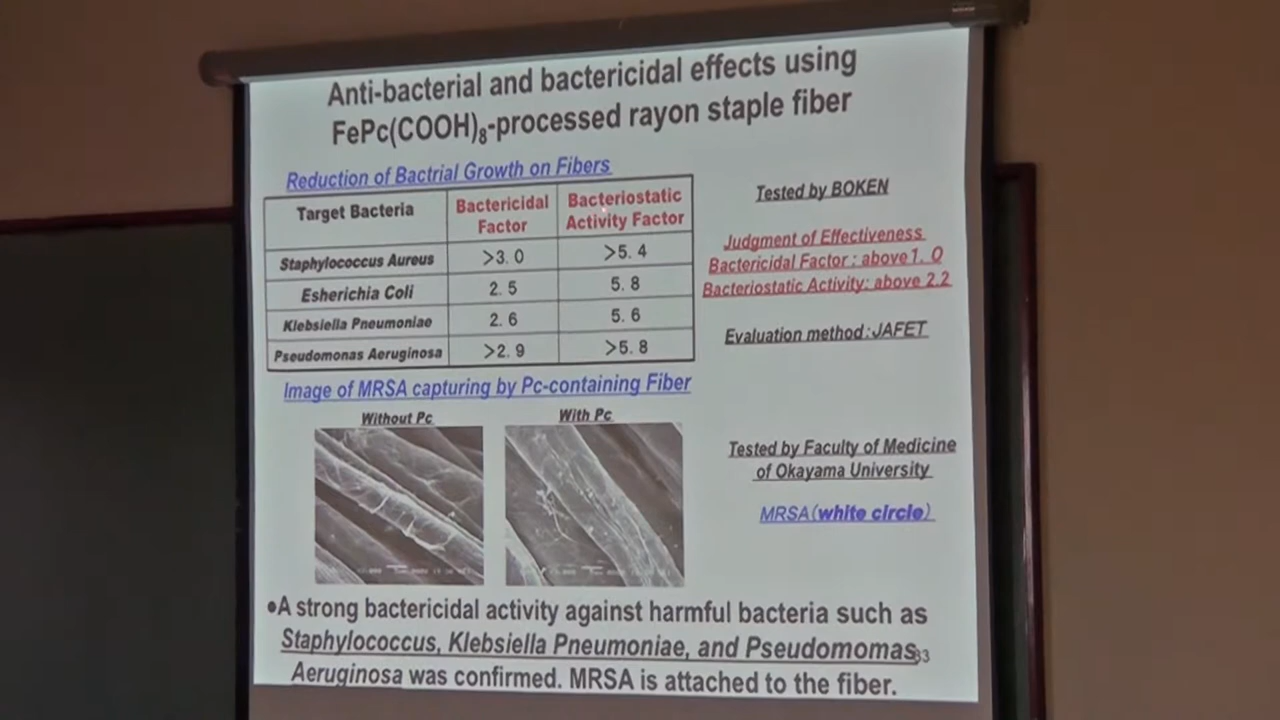 Anti-bacterial and bactericidal effects using
FePc(COOH)₈-processed rayon staple fiber
Reduction of Bactrial Growth on Fibers
Target Bacteria Bactericidal Factor Bacteriostatic Activity Factor
Staphylococcus Aureus >3. 0 >5. 4
Esherichia Coli 2. 5 5. 8
Klebsiella Pneumoniae 2. 6 5. 6
Pseudomonas Aeruginosa >2. 9 >5. 8
Tested by BOKEN
Judgment of Effectiveness
Bactericidal Factor : above 1. 0
Bacteriostatic Activity: above 2.2
Evaluation method:JAFET
Image of MRSA capturing by Pc-containing Fiber
Without Pc With Pc
Tested by Faculty of Medicine
of Okayama University
MRSA(white circle)
•A strong bactericidal activity against harmful bacteria such as
Staphylococcus, Klebsiella Pneumoniae, and Pseudomomas
Aeruginosa was confirmed. MRSA is attached to the fiber.
33